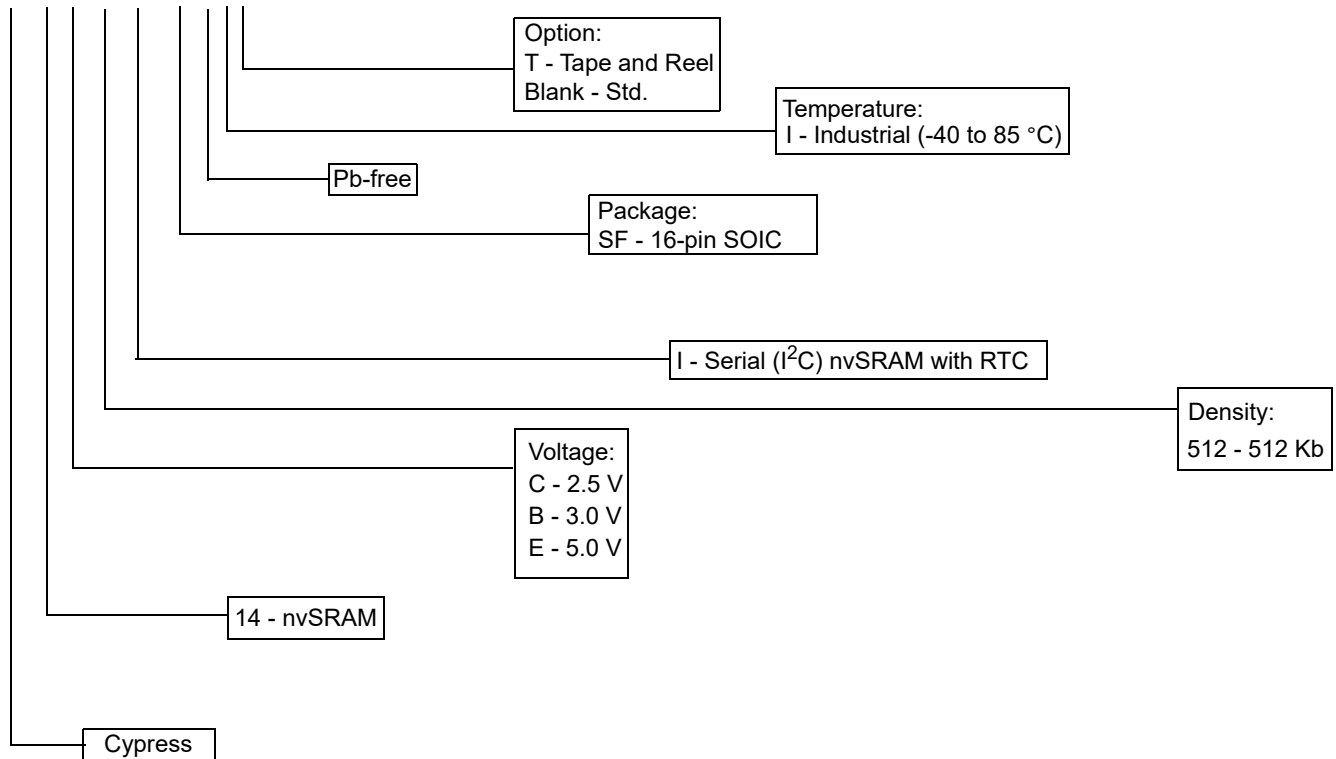 Option:
T - Tape and Reel
Blank - Std.
Temperature:
I - Industrial (-40 to 85 °C)
Pb-free
Package:
SF - 16-pin SOIC
I - Serial (I²C) nvSRAM with RTC
Density:
512 - 512 Kb
Voltage:
C - 2.5 V
B - 3.0 V
E - 5.0 V
14 - nvSRAM
Cypress